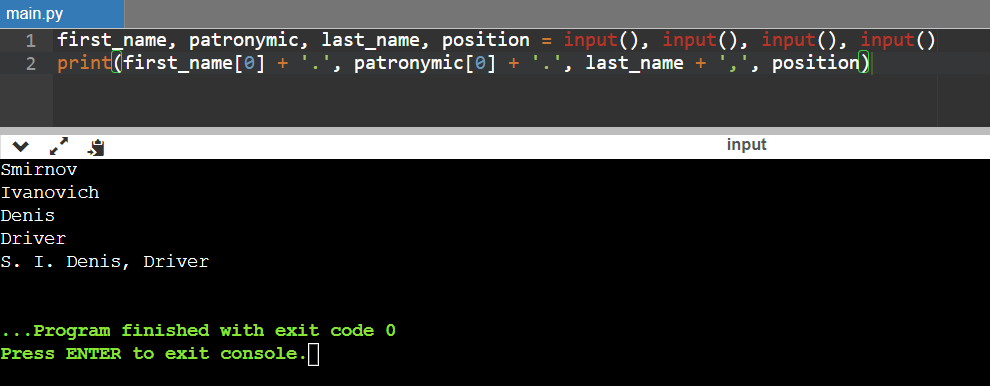 main.py
1 first_name, patronymic, last_name, position = input(), input(), input(), input()
2 print(first_name[0] + '.', patronymic[0] + '.', last_name + ',', position)
input
Smirnov
Ivanovich
Denis
Driver
S. I. Denis, Driver
...Program finished with exit code 0
Press ENTER to exit console.